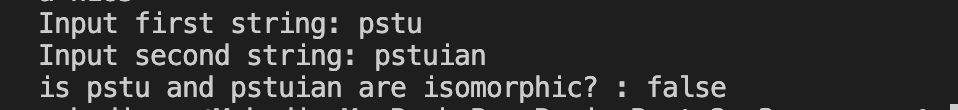 Input first string: pstu
Input second string: pstuian
is pstu and pstuian are isomorphic? : false